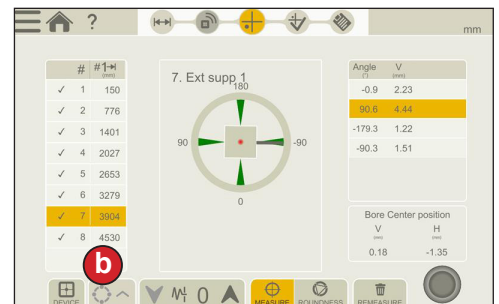 ?
mm
# #1 (mm)
✓ 1 150
✓ 2 776
✓ 3 1401
✓ 4 2027
✓ 5 2653
✓ 6 3279
✓ 7 3904
✓ 8 4530
7. Ext supp 1
180
90 -90
0
Angle V
(°) (mm)
-0.9 2.23
90.6 4.44
-179.3 1.22
-90.3 1.51
Bore Center position
V H
(mm) (mm)
0.18 -1.35
b
DEVICE
0
MEASURE
ROUNDNESS
REMEASURE